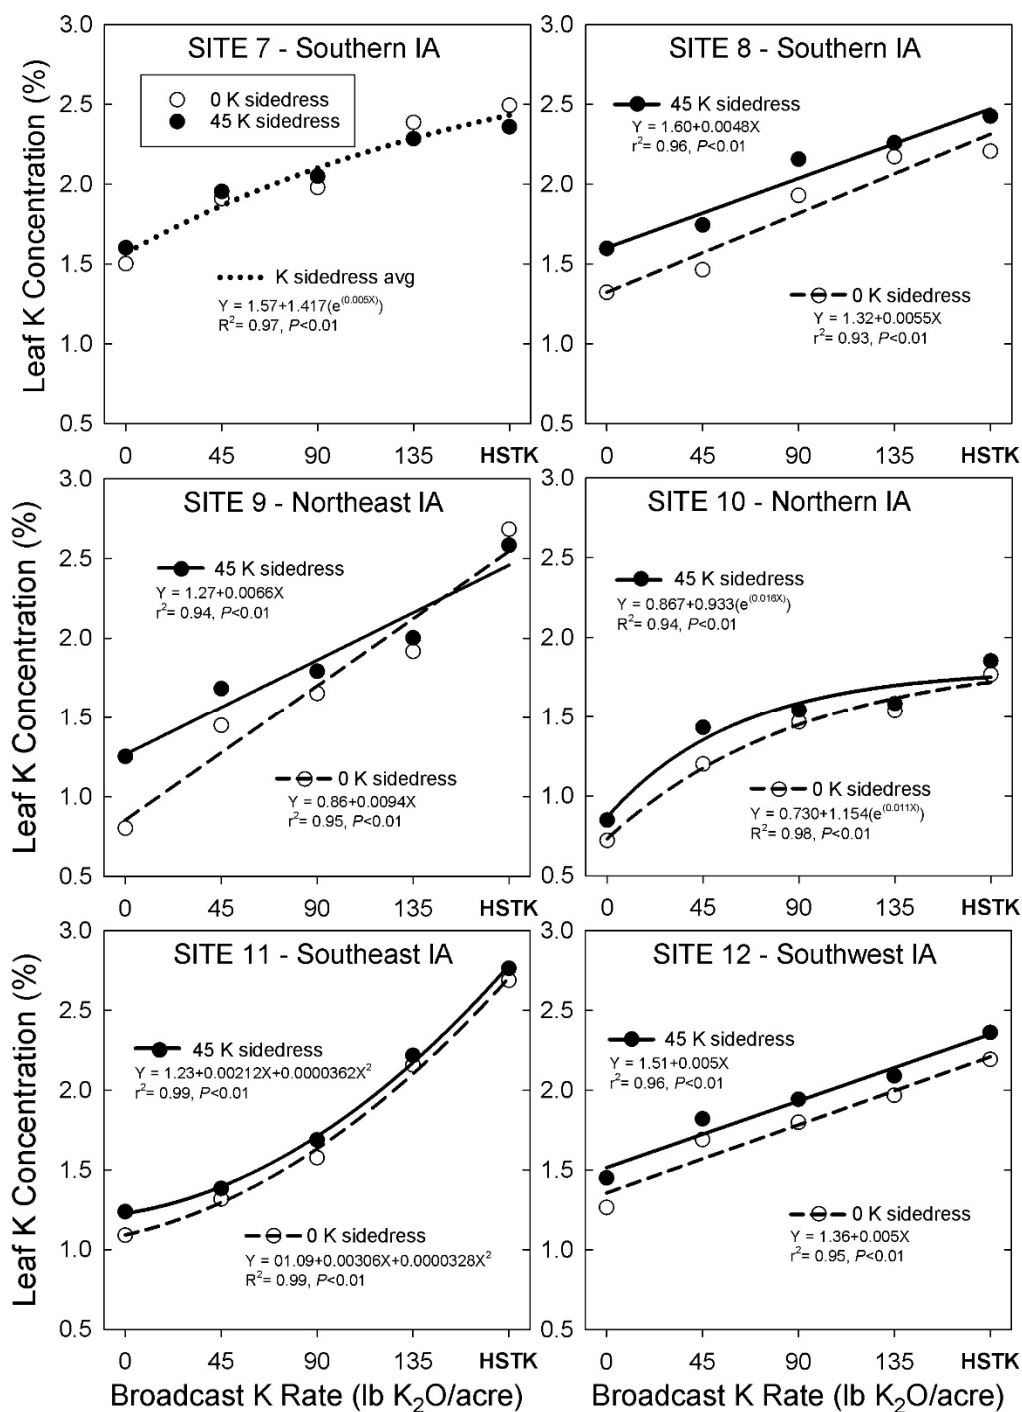 SITE 7 - Southern IA
0 K sidedress
45 K sidedress
K sidedress avg
Y = 1.57+1.417(e^(0.005X))
R²= 0.97, P<0.01
Leaf K Concentration (%)
3.0
2.5
2.0
1.5
1.0
0.5
0 45 90 135 HSTK
SITE 8 - Southern IA
45 K sidedress
Y = 1.60+0.0048X
r²= 0.96, P<0.01
0 K sidedress
Y = 1.32+0.0055X
r²= 0.93, P<0.01
3.0
2.5
2.0
1.5
1.0
0.5
0 45 90 135 HSTK
SITE 9 - Northeast IA
45 K sidedress
Y = 1.27+0.0066X
r²= 0.94, P<0.01
0 K sidedress
Y = 0.86+0.0094X
r²= 0.95, P<0.01
Leaf K Concentration (%)
3.0
2.5
2.0
1.5
1.0
0.5
0 45 90 135 HSTK
SITE 10 - Northern IA
45 K sidedress
Y = 0.867+0.933(e^(0.016X))
R²= 0.94, P<0.01
0 K sidedress
Y = 0.730+1.154(e^(0.011X))
R²= 0.98, P<0.01
3.0
2.5
2.0
1.5
1.0
0.5
0 45 90 135 HSTK
SITE 11 - Southeast IA
45 K sidedress
Y = 1.23+0.00212X+0.0000362X²
r²= 0.99, P<0.01
0 K sidedress
Y = 01.09+0.00306X+0.0000328X²
R²= 0.99, P<0.01
Leaf K Concentration (%)
3.0
2.5
2.0
1.5
1.0
0.5
0 45 90 135 HSTK
Broadcast K Rate (lb K₂O/acre)
SITE 12 - Southwest IA
45 K sidedress
Y = 1.51+0.005X
r²= 0.96, P<0.01
0 K sidedress
Y = 1.36+0.005X
r²= 0.95, P<0.01
3.0
2.5
2.0
1.5
1.0
0.5
0 45 90 135 HSTK
Broadcast K Rate (lb K₂O/acre)